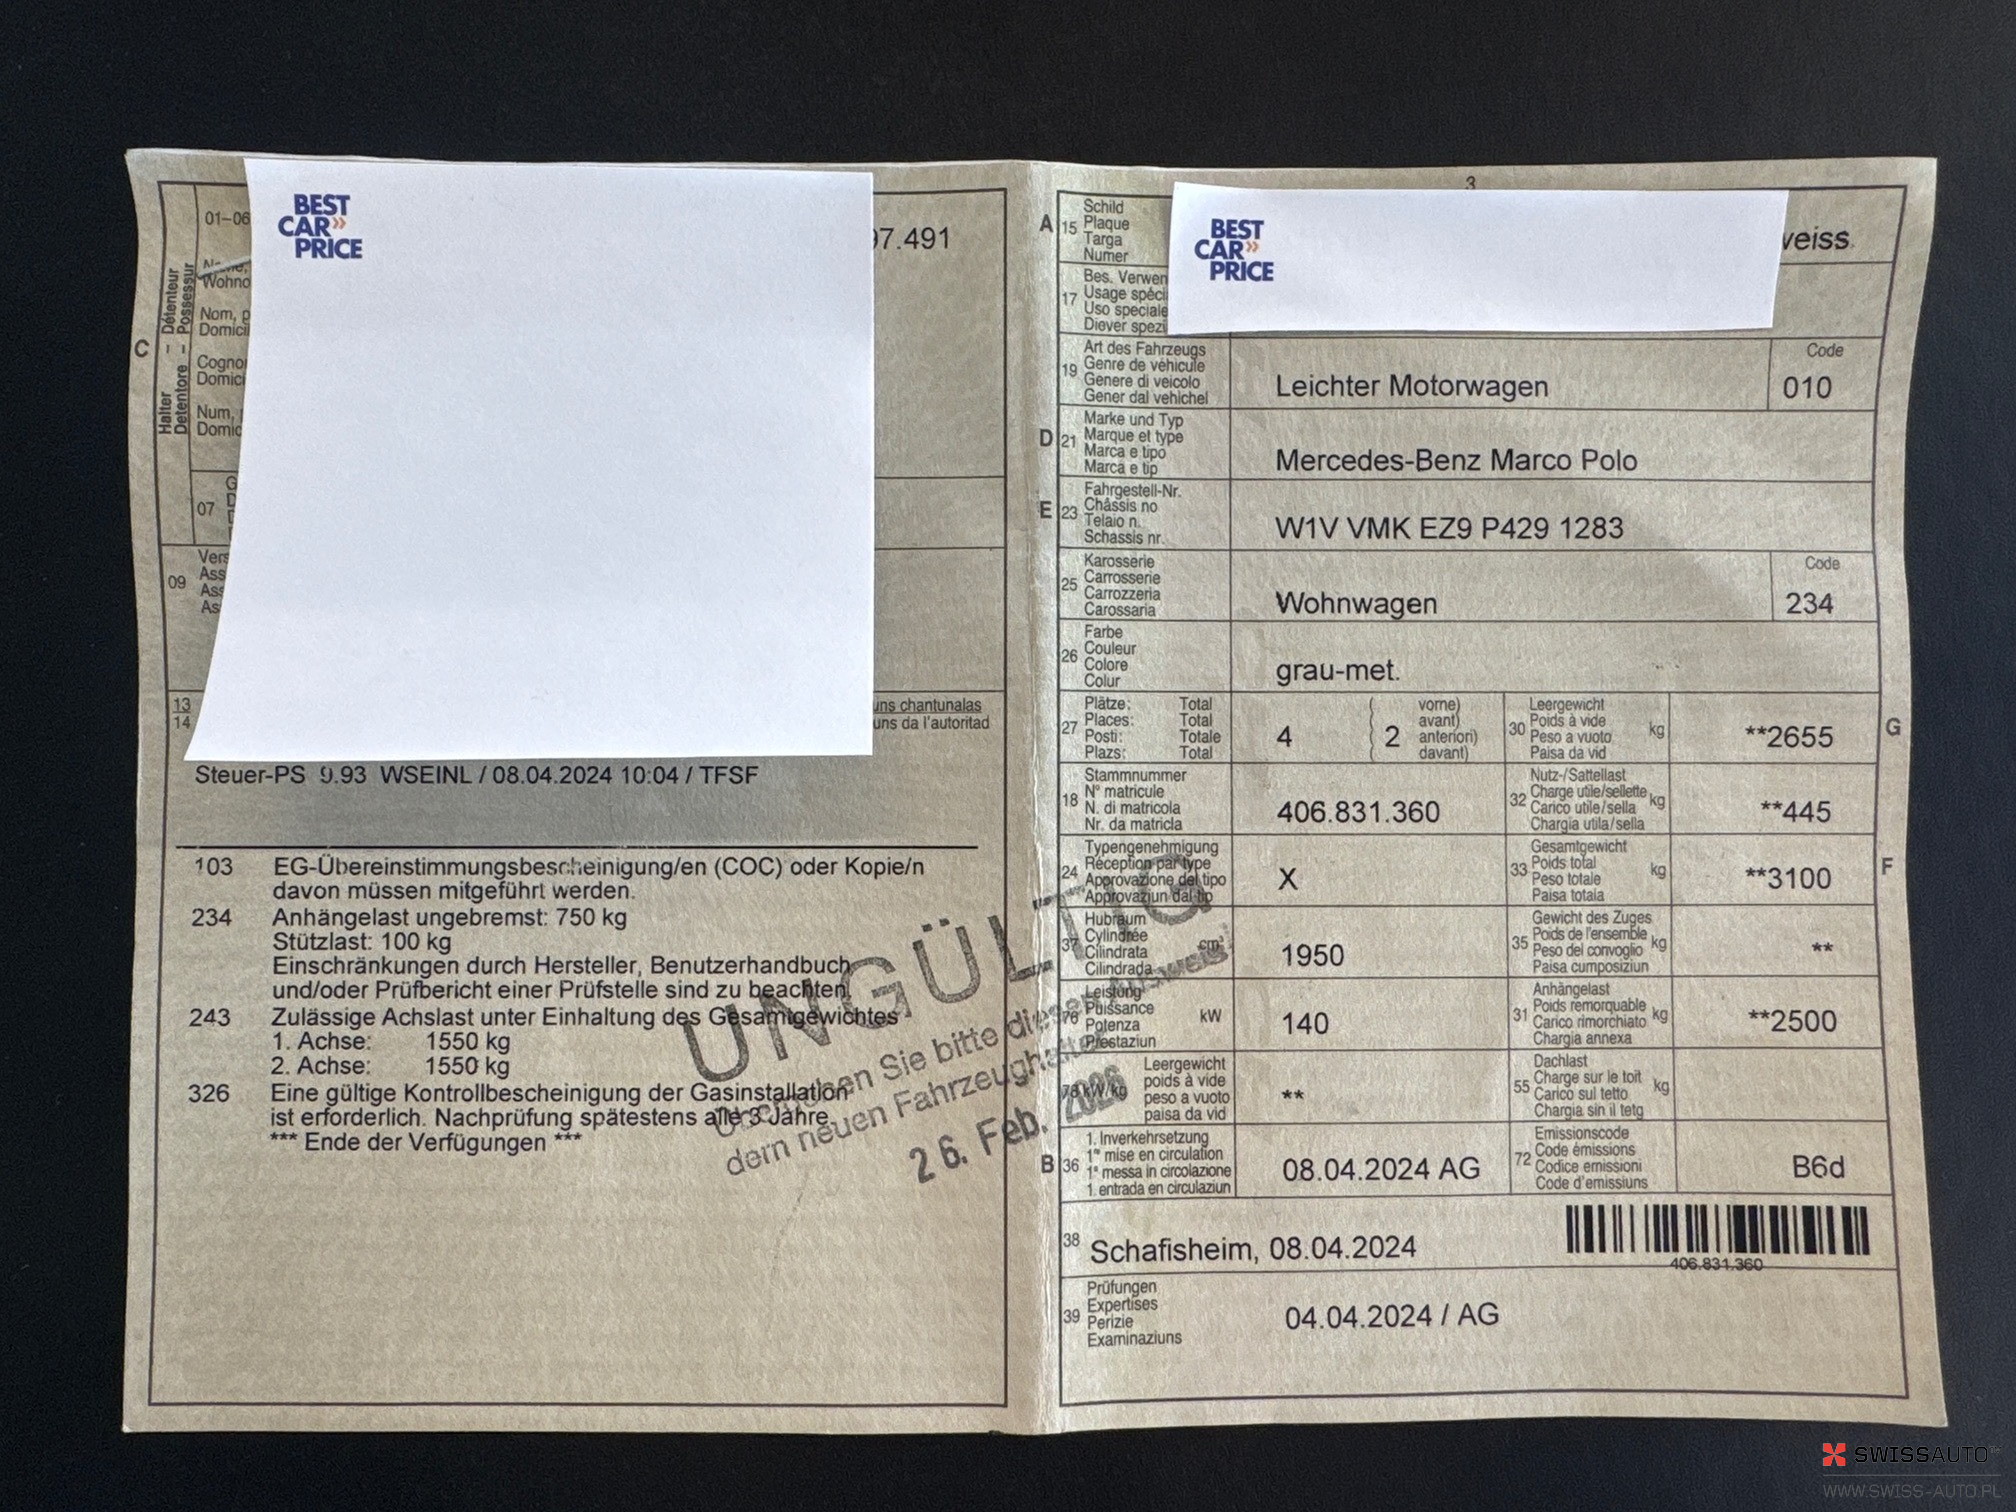 BEST
CAR»
PRICE
01–06
97.491
Wohno
Nom, p
Domicil
Cogno
Domici
Num,
Domic
C
Halter – Détenteur
Detentore – Possessur
07
09
Vers
Ass
Ass
As
13
14
uns chantunalas
uns da l'autoritad
Steuer-PS 9.93 WSEINL / 08.04.2024 10:04 / TFSF
103 EG-Übereinstimmungsbescheinigung/en (COC) oder Kopie/n
davon müssen mitgeführt werden.
234 Anhängelast ungebremst: 750 kg
Stützlast: 100 kg
Einschränkungen durch Hersteller, Benutzerhandbuch
und/oder Prüfbericht einer Prüfstelle sind zu beachten.
243 Zulässige Achslast unter Einhaltung des Gesamtgewichtes
1. Achse: 1550 kg
2. Achse: 1550 kg
326 Eine gültige Kontrollbescheinigung der Gasinstallation
ist erforderlich. Nachprüfung spätestens alle 3 Jahre.
*** Ende der Verfügungen ***
UNGÜLTIG
Übergeben Sie bitte diesen Ausweis
dem neuen Fahrzeughalter
26. Feb. 2026
3
A 15 Schild
Plaque
Targa
Numer
BEST
CAR»
PRICE
weiss
17 Bes. Verwen
Usage spéci
Uso speciale
Diever spezi
19 Art des Fahrzeugs
Genre de véhicule
Genere di veicolo
Gener dal vehichel
Leichter Motorwagen
Code
010
D 21 Marke und Typ
Marque et type
Marca e tipo
Marca e tip
Mercedes-Benz Marco Polo
E 23 Fahrgestell-Nr.
Châssis no
Telaio n.
Schassis nr.
W1V VMK EZ9 P429 1283
25 Karosserie
Carrosserie
Carrozzeria
Carossaria
Wohnwagen
Code
234
26 Farbe
Couleur
Colore
Colur
grau-met.
27 Plätze: Total
Places: Total
Posti: Totale
Plazs: Total
4 ( 2 vorne)
avant)
anteriori)
davant)
30 Leergewicht
Poids à vide
Peso a vuoto
Paisa da vid
kg
**2655
G
18 Stammnummer
N° matricule
N. di matricola
Nr. da matricla
406.831.360
32 Nutz-/Sattellast
Charge utile/sellette
Carico utile/sella
Chargia utila/sella
kg
**445
24 Typengenehmigung
Réception par type
Approvazione del tipo
Approvaziun dal tip
X
33 Gesamtgewicht
Poids total
Peso totale
Paisa totala
kg
**3100
F
37 Hubraum
Cylindrée
Cilindrata
Cilindrada
cm³
1950
35 Gewicht des Zuges
Poids de l'ensemble
Peso del convoglio
Paisa cumposiziun
kg
**
76 Leistung
Puissance
Potenza
Prestaziun
kW
140
31 Anhängelast
Poids remorquable
Carico rimorchiato
Chargia annexa
kg
**2500
78 kW/kg Leergewicht
poids à vide
peso a vuoto
paisa da vid
**
55 Dachlast
Charge sur le toit
Carico sul tetto
Chargia sin il tetg
kg
B 36 1. Inverkehrsetzung
1re mise en circulation
1a messa in circolazione
1. entrada en circulaziun
08.04.2024 AG
72 Emissionscode
Code émissions
Codice emissioni
Code d'emissiuns
B6d
38 Schafisheim, 08.04.2024
406.831.360
39 Prüfungen
Expertises
Perizie
Examinaziuns
04.04.2024 / AG
SWISSAUTO
WWW.SWISS-AUTO.PL